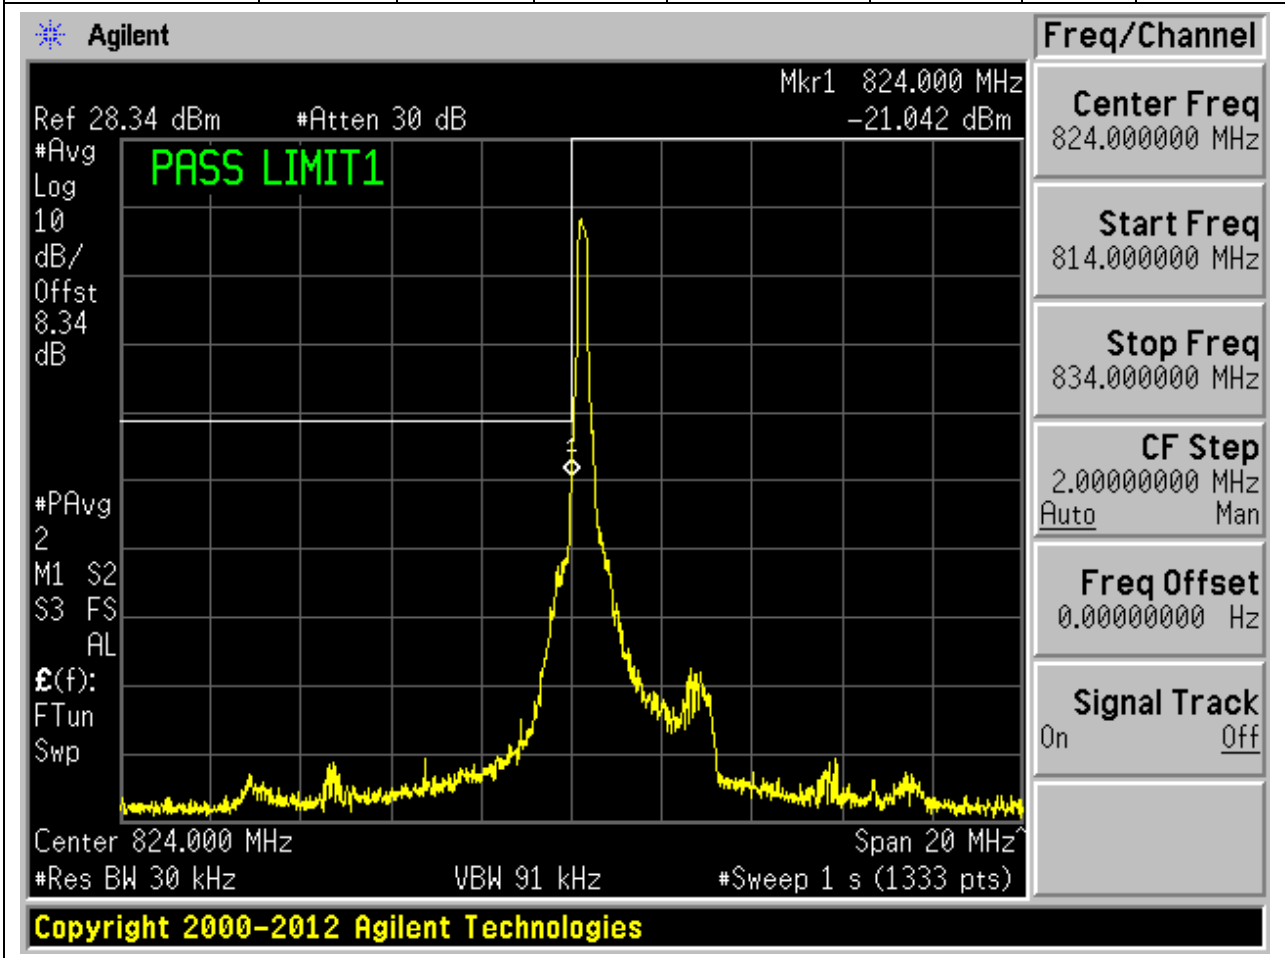 Agilent
Freq/Channel
Mkr1 824.000 MHz
Ref 28.34 dBm #Atten 30 dB -21.042 dBm
#Avg
Log
10
dB/
Offst
8.34
dB
PASS LIMIT1
1
#PAvg
2
M1 S2
S3 FS
AL
£(f):
FTun
Swp
Center 824.000 MHz Span 20 MHz^
#Res BW 30 kHz VBW 91 kHz #Sweep 1 s (1333 pts)
Center Freq
824.000000 MHz
Start Freq
814.000000 MHz
Stop Freq
834.000000 MHz
CF Step
2.00000000 MHz
Auto Man
Freq Offset
0.00000000 Hz
Signal Track
On Off
Copyright 2000-2012 Agilent Technologies